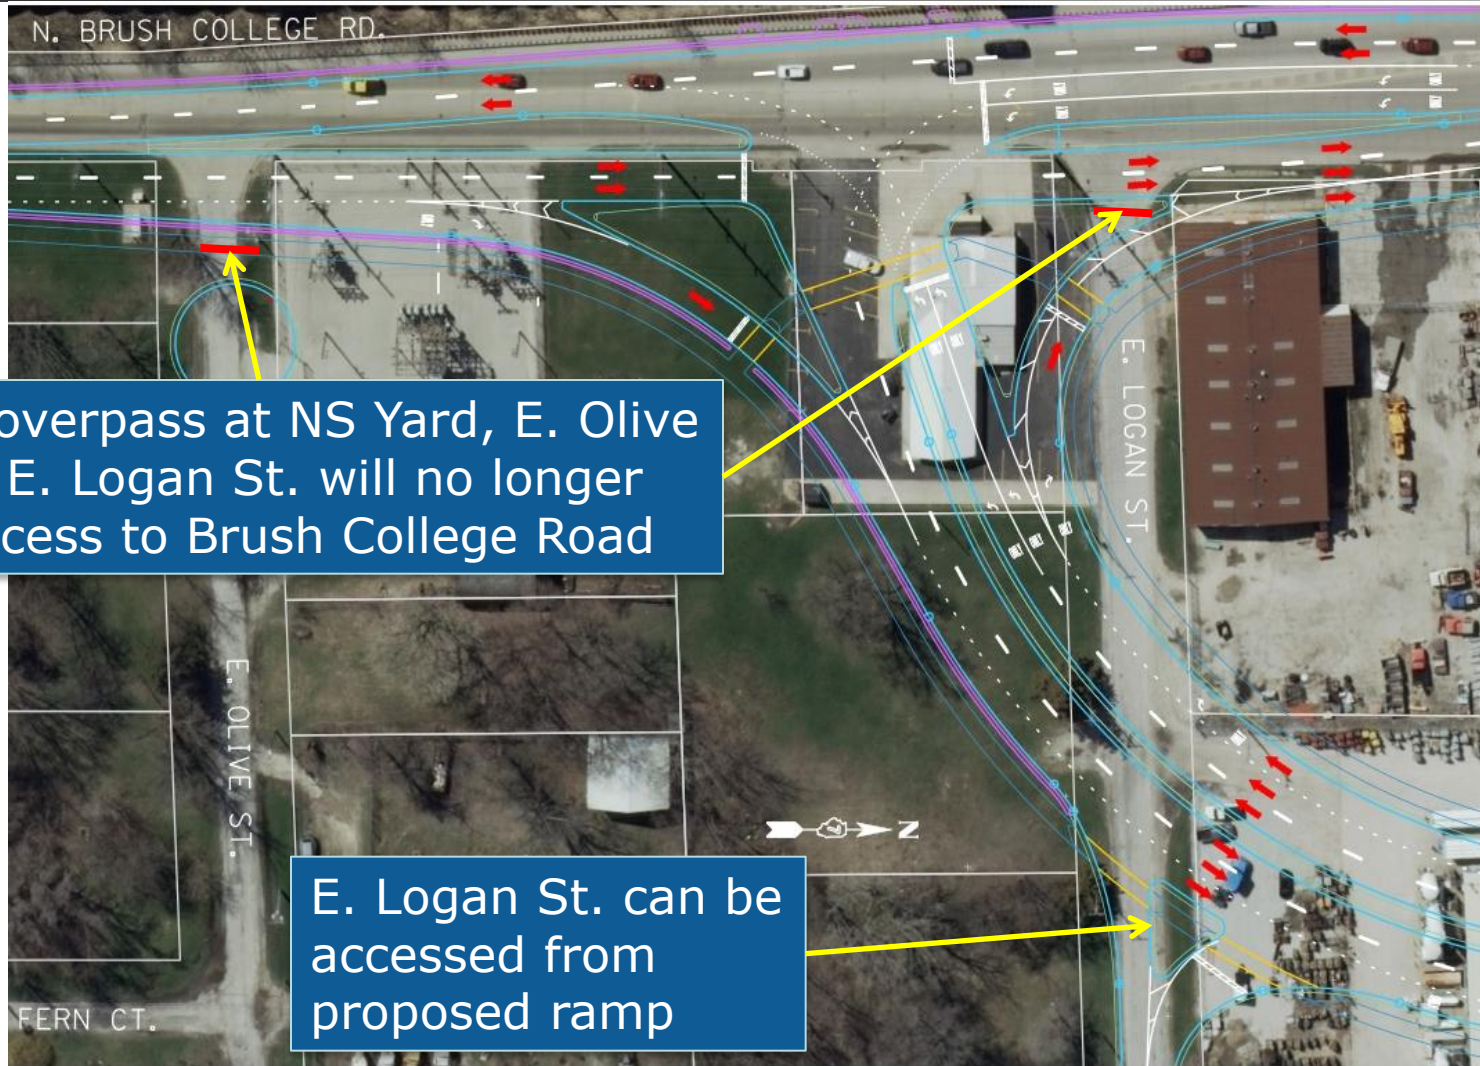 N. BRUSH COLLEGE RD.
E. LOGAN ST.
overpass at NS Yard, E. Olive
E. Logan St. will no longer
cess to Brush College Road
E. OLIVE ST.
N
E. Logan St. can be
accessed from
proposed ramp
FERN CT.